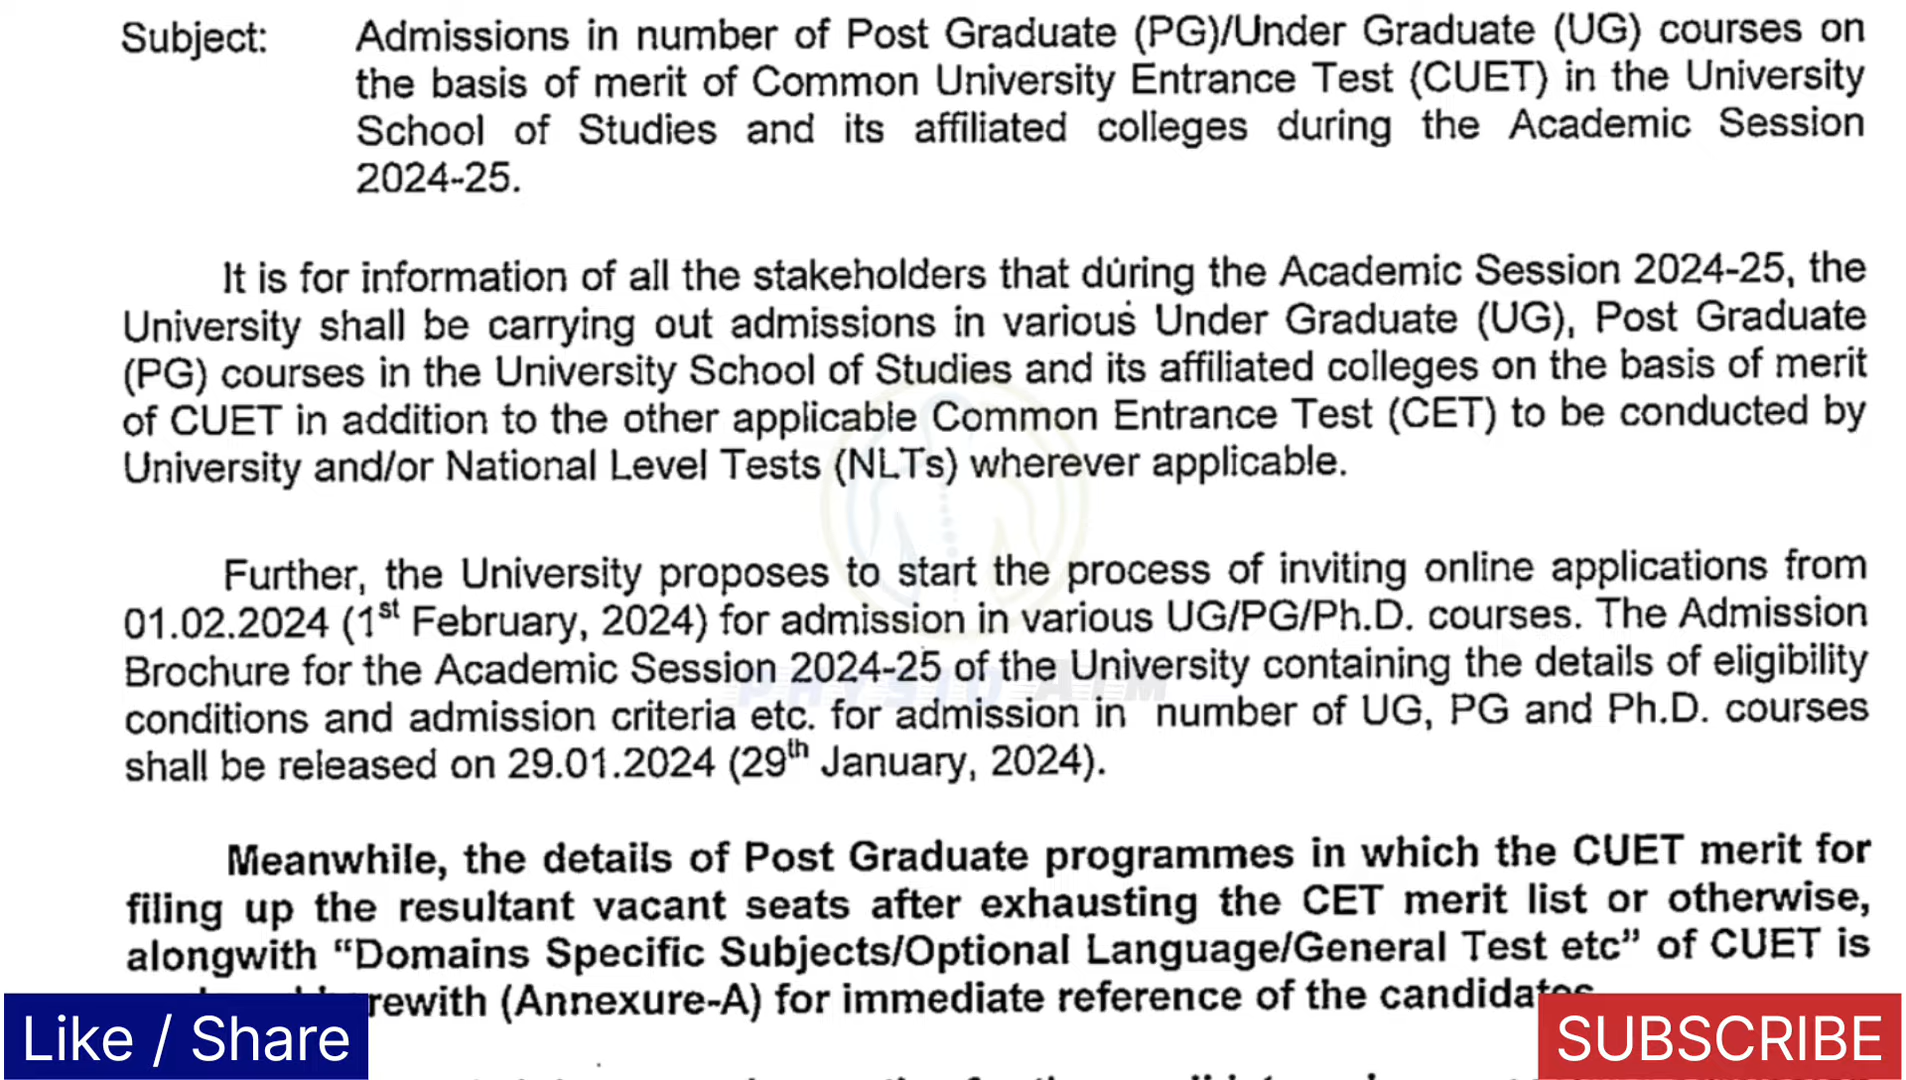 Subject: Admissions in number of Post Graduate (PG)/Under Graduate (UG) courses on
the basis of merit of Common University Entrance Test (CUET) in the University
School of Studies and its affiliated colleges during the Academic Session
2024-25.
It is for information of all the stakeholders that during the Academic Session 2024-25, the
University shall be carrying out admissions in various Under Graduate (UG), Post Graduate
(PG) courses in the University School of Studies and its affiliated colleges on the basis of merit
of CUET in addition to the other applicable Common Entrance Test (CET) to be conducted by
University and/or National Level Tests (NLTs) wherever applicable.
Further, the University proposes to start the process of inviting online applications from
01.02.2024 (1st February, 2024) for admission in various UG/PG/Ph.D. courses. The Admission
Brochure for the Academic Session 2024-25 of the University containing the details of eligibility
PHYSIO AIM
conditions and admission criteria etc. for admission in number of UG, PG and Ph.D. courses
shall be released on 29.01.2024 (29th January, 2024).
Meanwhile, the details of Post Graduate programmes in which the CUET merit for
filing up the resultant vacant seats after exhausting the CET merit list or otherwise,
alongwith “Domains Specific Subjects/Optional Language/General Test etc” of CUET is
(Annexure-A) for immediate reference of the candidates.
Like / Share
SUBSCRIBE